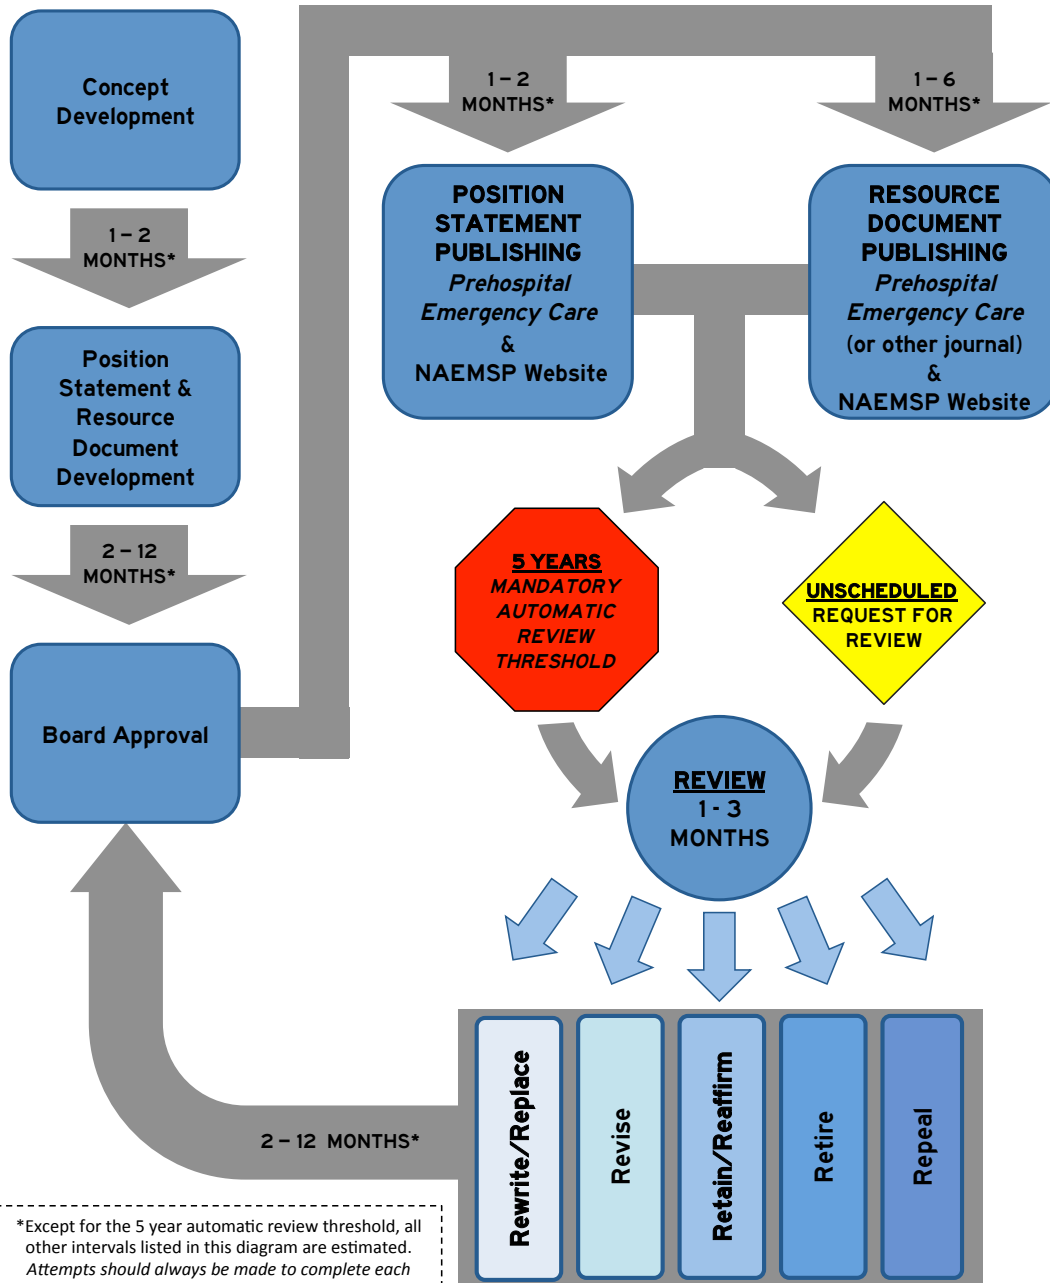 Concept
Development
1 – 2
MONTHS*
Position
Statement &
Resource
Document
Development
2 – 12
MONTHS*
Board Approval
1 – 2
MONTHS*
1 – 6
MONTHS*
POSITION
STATEMENT
PUBLISHING
Prehospital
Emergency Care
&
NAEMSP Website
RESOURCE
DOCUMENT
PUBLISHING
Prehospital
Emergency Care
(or other journal)
&
NAEMSP Website
5 YEARS
MANDATORY
AUTOMATIC
REVIEW
THRESHOLD
UNSCHEDULED
REQUEST FOR
REVIEW
REVIEW
1 - 3
MONTHS
Rewrite/Replace
Revise
Retain/Reaffirm
Retire
Repeal
2 – 12 MONTHS*
*Except for the 5 year automatic review threshold, all
other intervals listed in this diagram are estimated.
Attempts should always be made to complete each